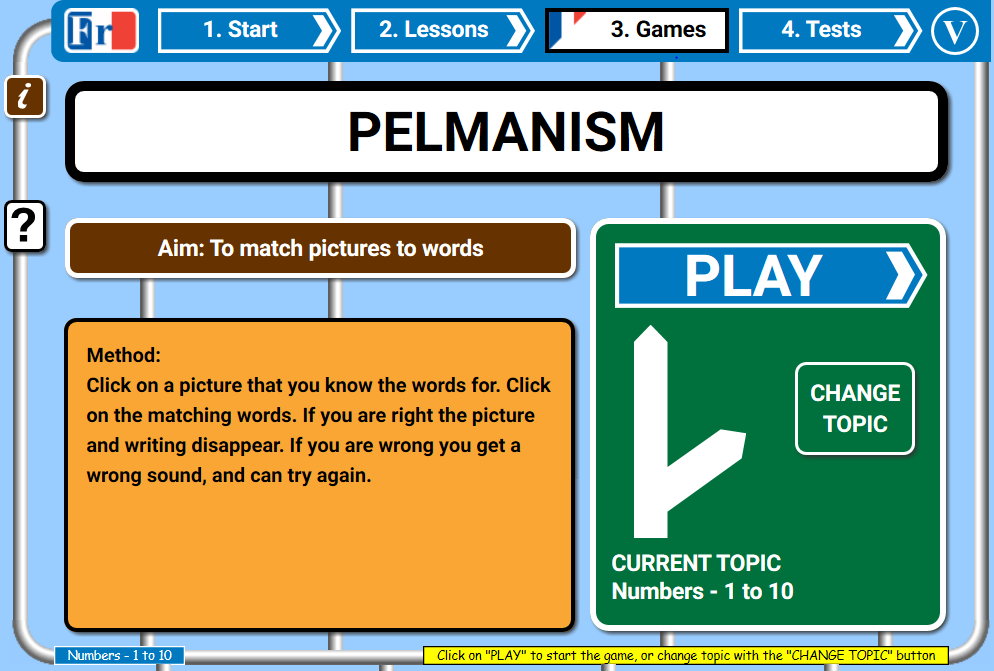 Fr
1. Start
2. Lessons
3. Games
4. Tests
V
i
PELMANISM
?
Aim: To match pictures to words
PLAY
Method:
Click on a picture that you know the words for. Click
on the matching words. If you are right the picture
and writing disappear. If you are wrong you get a
wrong sound, and can try again.
CHANGE
TOPIC
CURRENT TOPIC
Numbers - 1 to 10
Numbers - 1 to 10
Click on "PLAY" to start the game, or change topic with the "CHANGE TOPIC" button